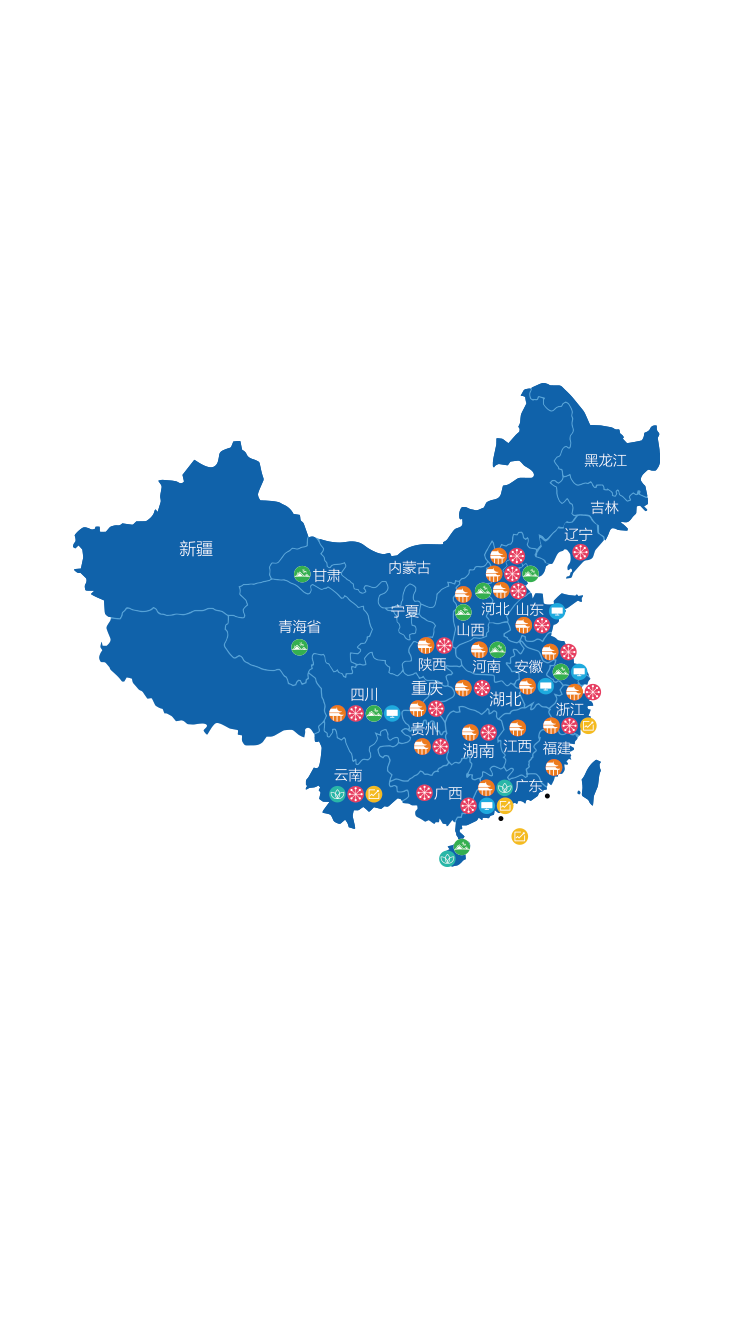 黑龙江
吉林
辽宁
新疆
内蒙古
甘肃
宁夏
河北
山东
青海省
山西
陕西
河南
安徽
四川
重庆
湖北
浙江
贵州
湖南
江西
福建
云南
广西
广东